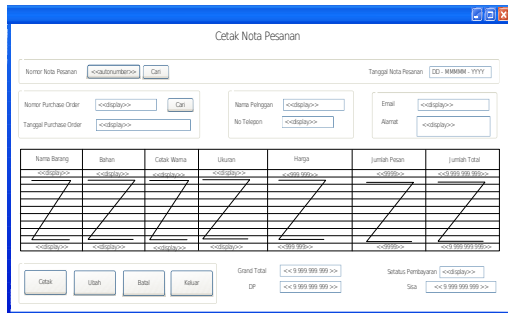 Cetak Nota Pesanan
Nomor Nota Pesanan <<autonumber>> Cari Tanggal Nota Pesanan DD - MMMMM - YYYY
Nomor Purchase Order <<display>> Cari Nama Pelnggan <<display>> Email <<display>>
Tanggal Purchase Order <<display>> No Telepon <<display>> Alamat <<display>>
Nama Barang Bahan Cetak Warna Ukuran Harga Jumlah Pesan Jumlah Total
<<display>> <<display>> <<display>> <<display>> <<999.999>> <<9999>> <<9.999.999.999>>
<<display>> <<display>> <<display>> <<display>> <<999.999>> <<9999>> <<9.999.999.999>>
Cetak Ubah Batal Keluar
Grand Total << 9.999.999.999 >> Setatus Pembayaran <<display>>
DP << 9.999.999.999 >> Sisa << 9.999.999.999 >>